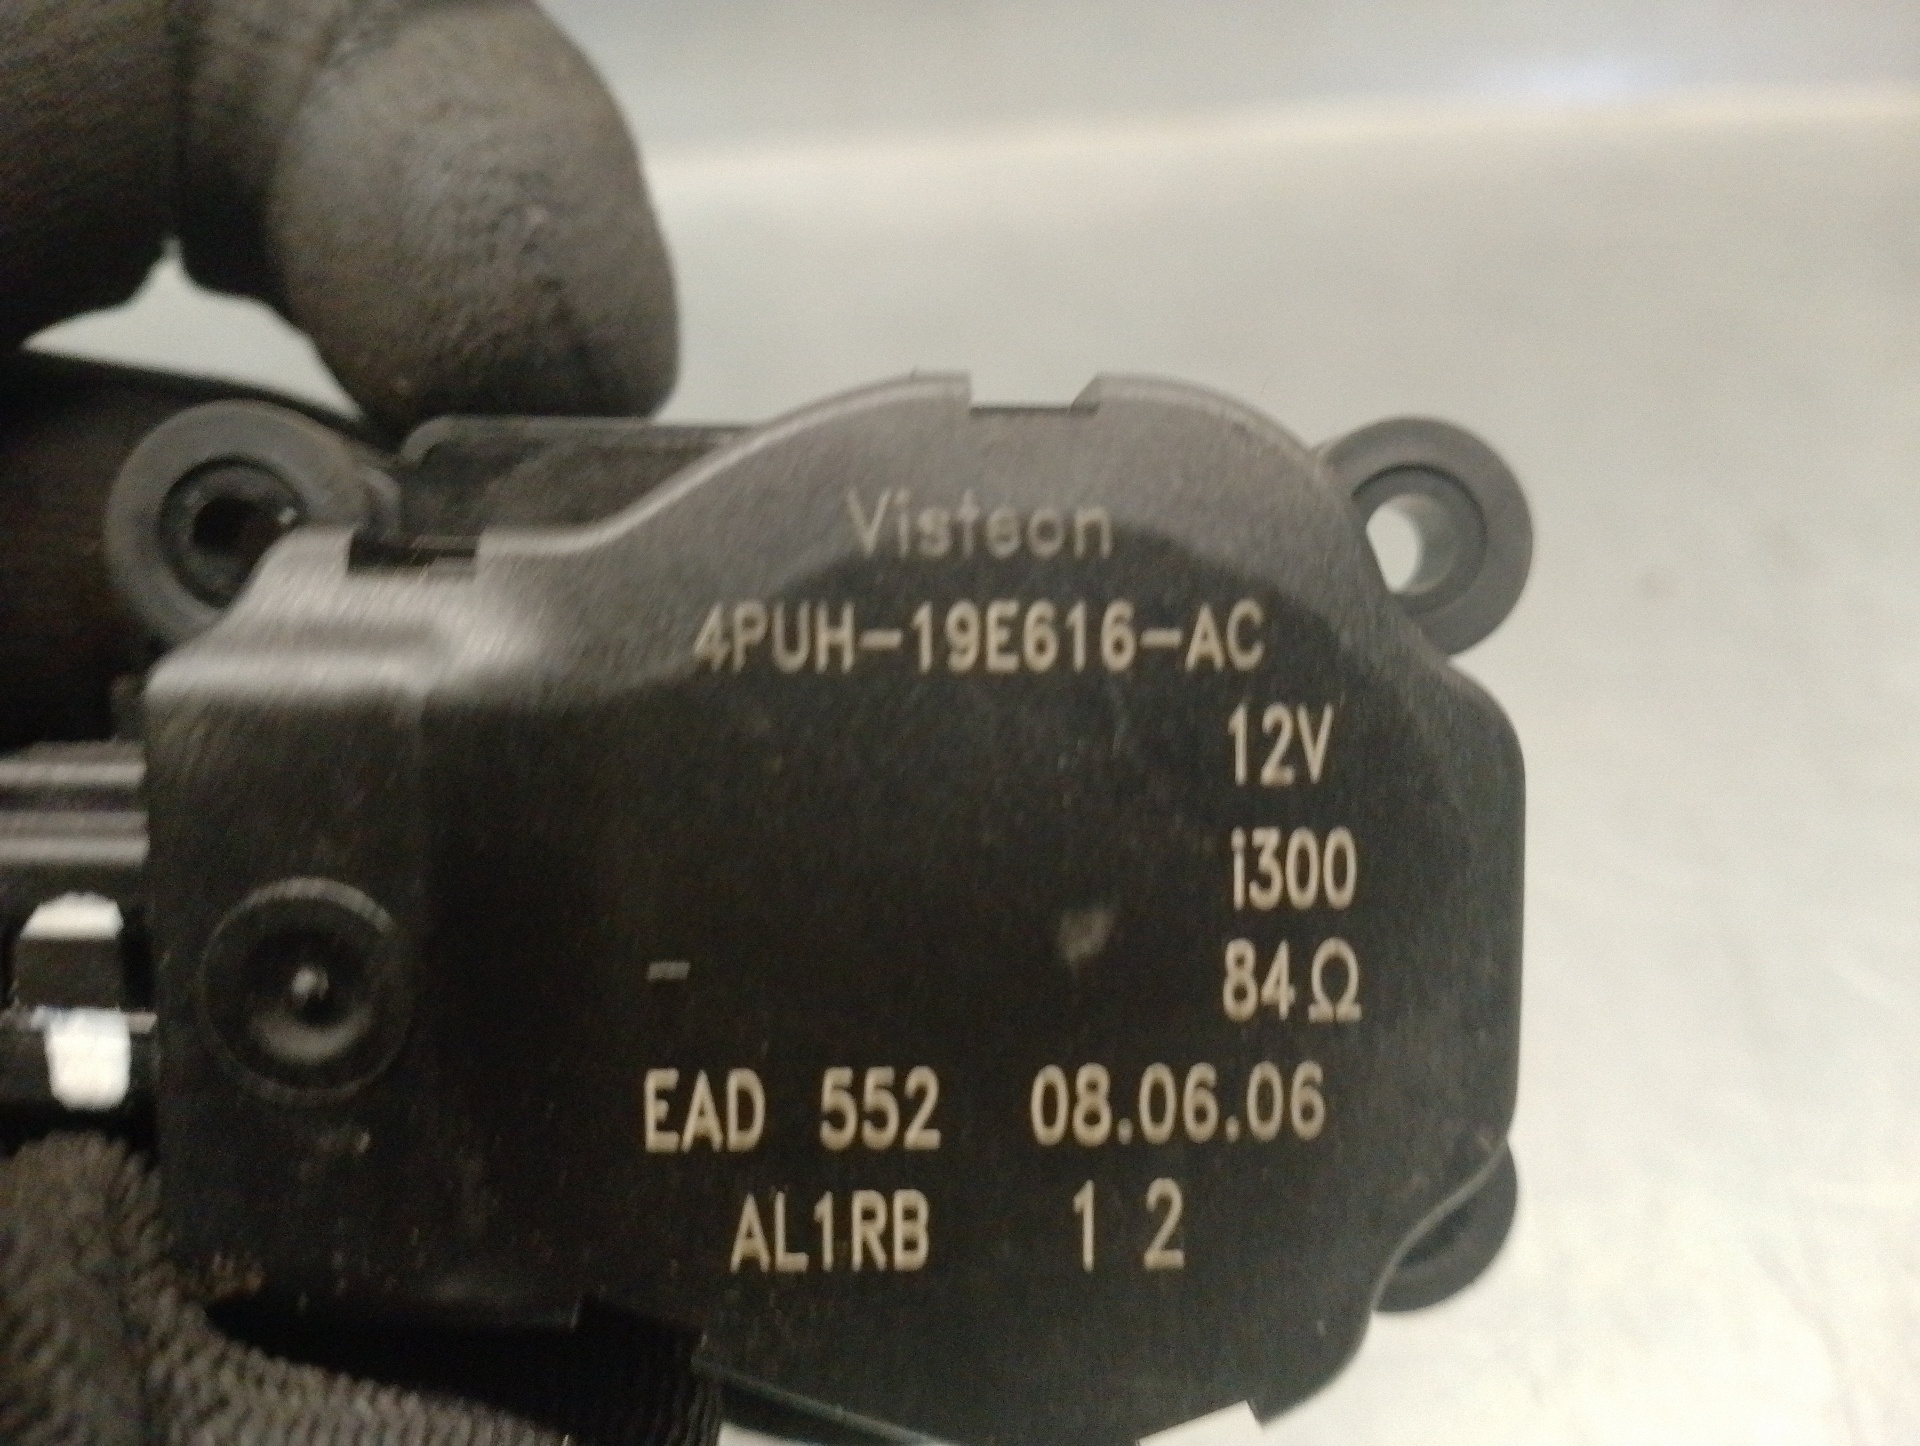 Visteon
4PUH-19E616-AC
12V
i300
84Ω
EAD 552 08.06.06
AL1RB 1 2